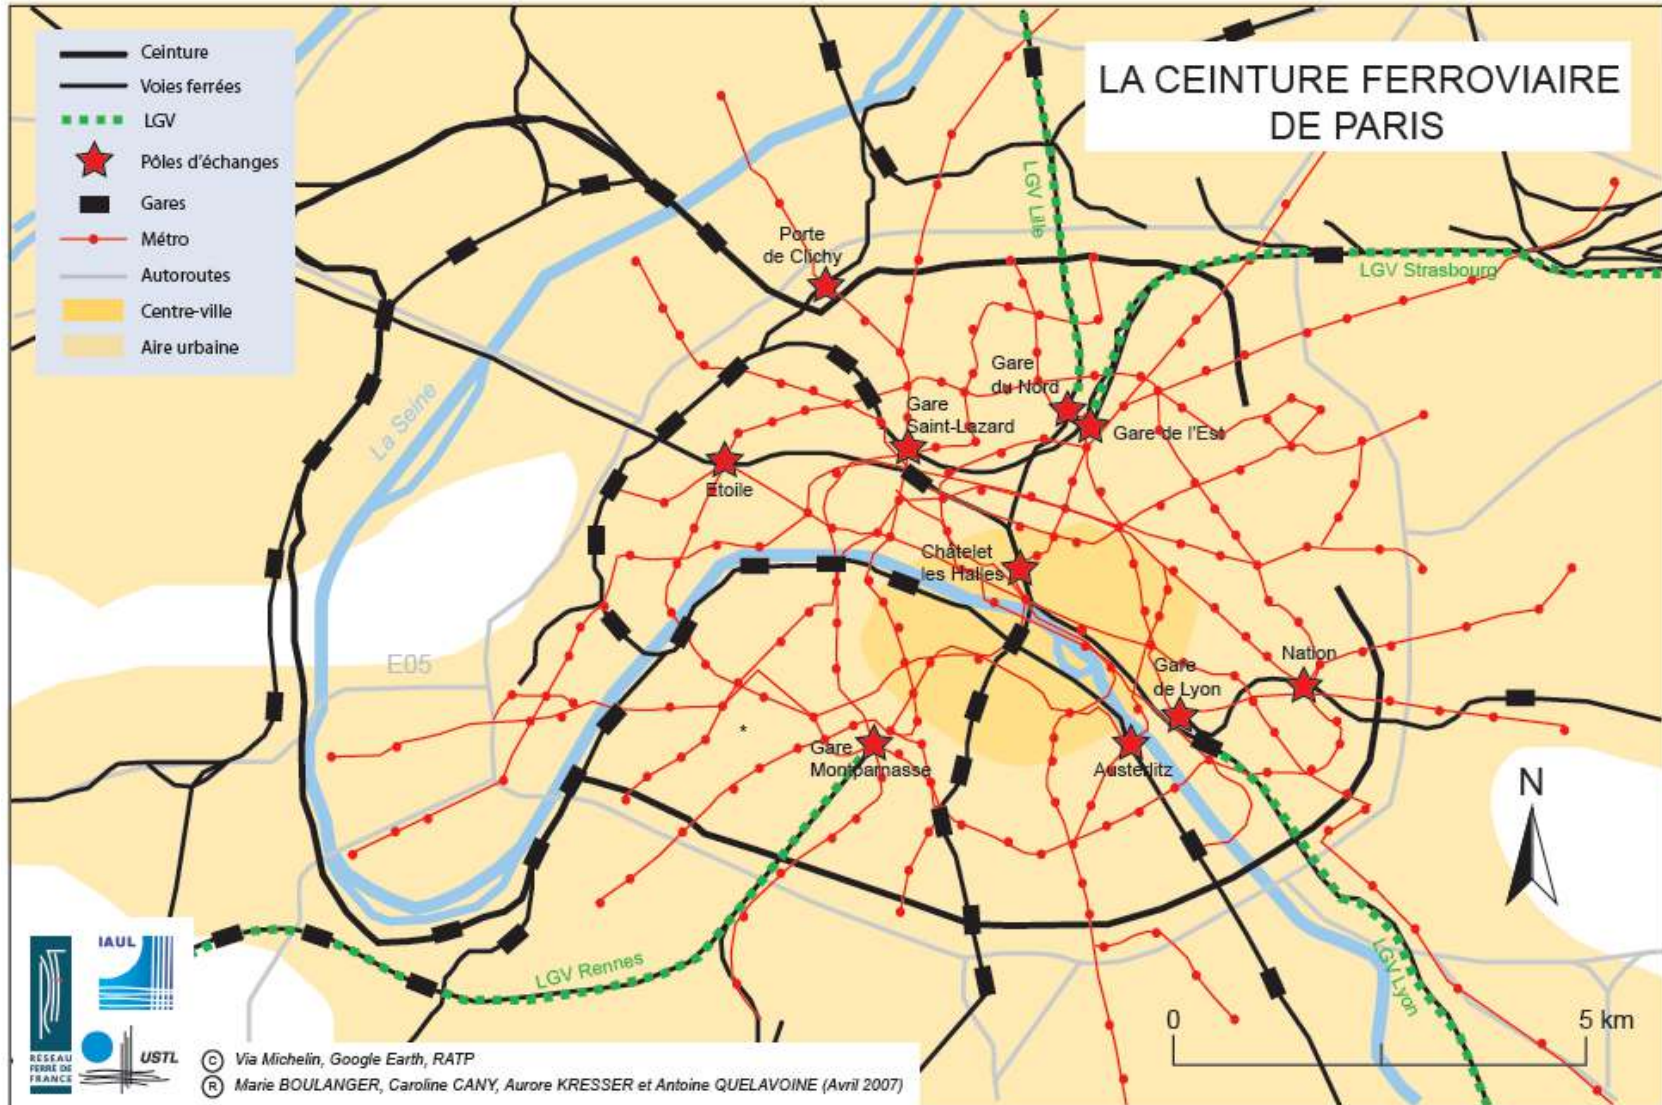 LA CEINTURE FERROVIAIRE
DE PARIS
Ceinture
Voies ferrées
LGV
Pôles d'échanges
Gares
Métro
Autoroutes
Centre-ville
Aire urbaine
LGV Lille
Porte
de Clichy
LGV Strasbourg
La Seine
Gare
du Nord
Gare
Saint-Lazard
Gare de l'Est
Etoile
Châtelet
les Halles
E05
Nation
Gare
de Lyon
*
Gare
Montparnasse
Austerlitz
N
LGV Rennes
LGV Lyon
0
5 km
IAUL
RESEAU
FERRE DE
FRANCE
USTL
C Via Michelin, Google Earth, RATP
R Marie BOULANGER, Caroline CANY, Aurore KRESSER et Antoine QUELAVOINE (Avril 2007)